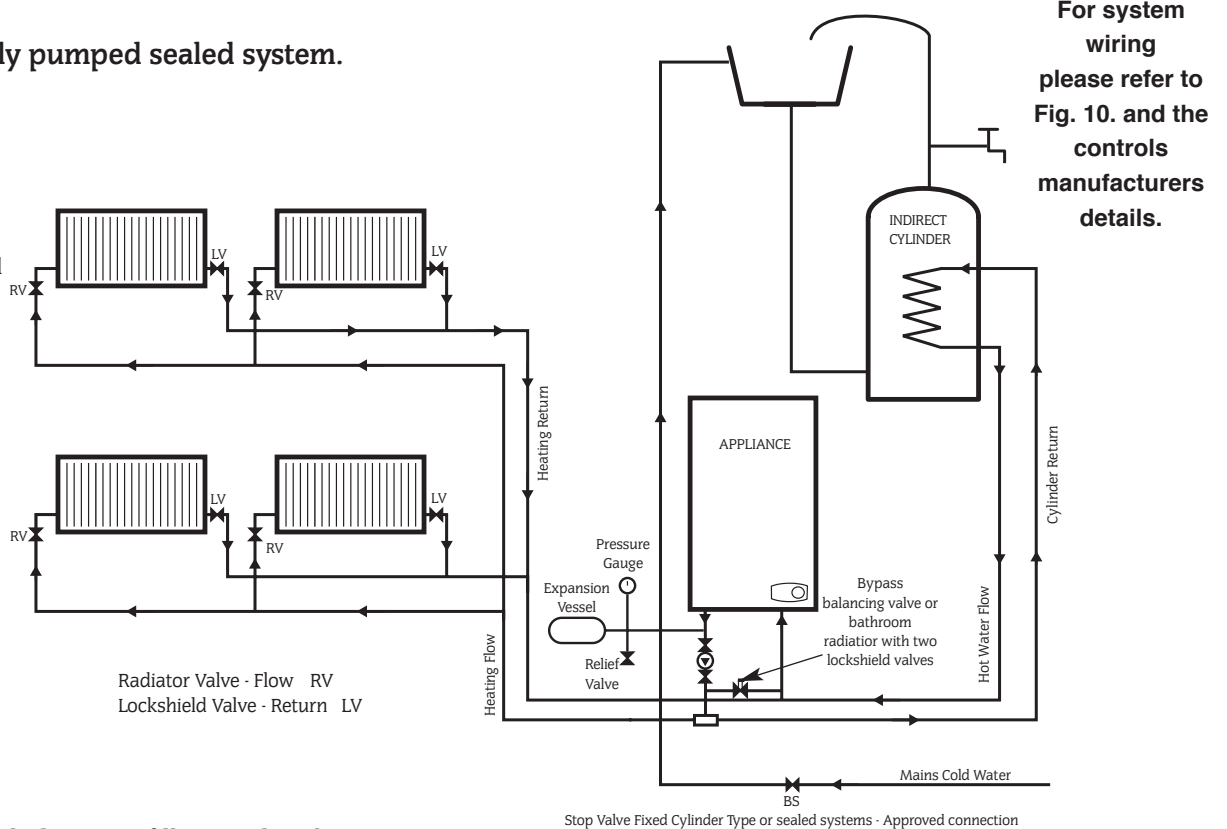 ly pumped sealed system.
For system
wiring
please refer to
Fig. 10. and the
controls
manufacturers
details.
INDIRECT
CYLINDER
LV
LV
RV
RV
Heating Return
Cylinder Return
APPLIANCE
LV
LV
RV
RV
Pressure
Gauge
Expansion
Vessel
Relief
Valve
Bypass
balancing valve or
bathroom
radiatior with two
lockshield valves
Hot Water Flow
Heating Flow
Radiator Valve - Flow RV
Lockshield Valve - Return LV
Mains Cold Water
BS
Stop Valve Fixed Cylinder Type or sealed systems - Approved connection